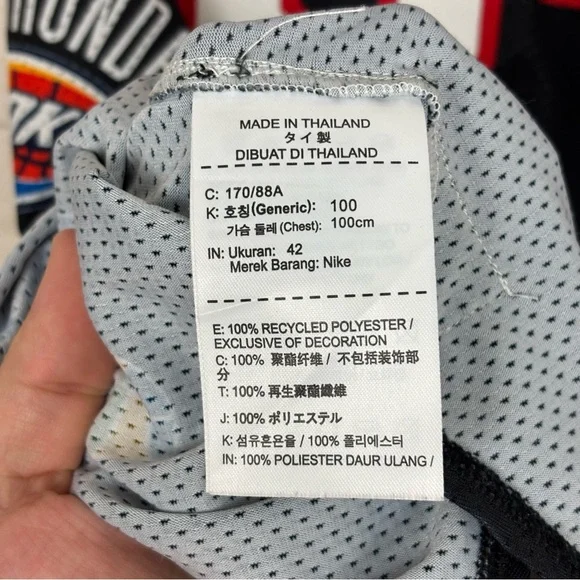 MADE IN THAILAND
タイ製
DIBUAT DI THAILAND
C: 170/88A
K: 호칭(Generic): 100
가슴 둘레 (Chest): 100cm
IN: Ukuran: 42
Merek Barang: Nike
E: 100% RECYCLED POLYESTER /
EXCLUSIVE OF DECORATION
C: 100% 聚酯纤维 / 不包括装饰部
分
T: 100% 再生聚酯纖維
J: 100% ポリエステル
K: 섬유혼용율 / 100% 폴리에스터
IN: 100% POLIESTER DAUR ULANG /